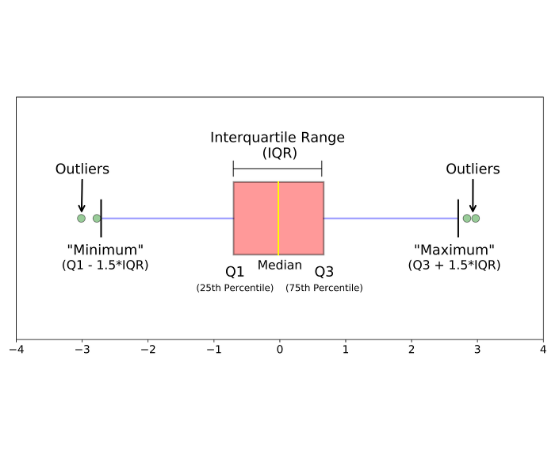 Interquartile Range
(IQR)
Outliers
Outliers
"Minimum"
(Q1 - 1.5*IQR)
"Maximum"
(Q3 + 1.5*IQR)
Median
Q1
Q3
(25th Percentile)
(75th Percentile)
−4
−3
−2
−1
0
1
2
3
4